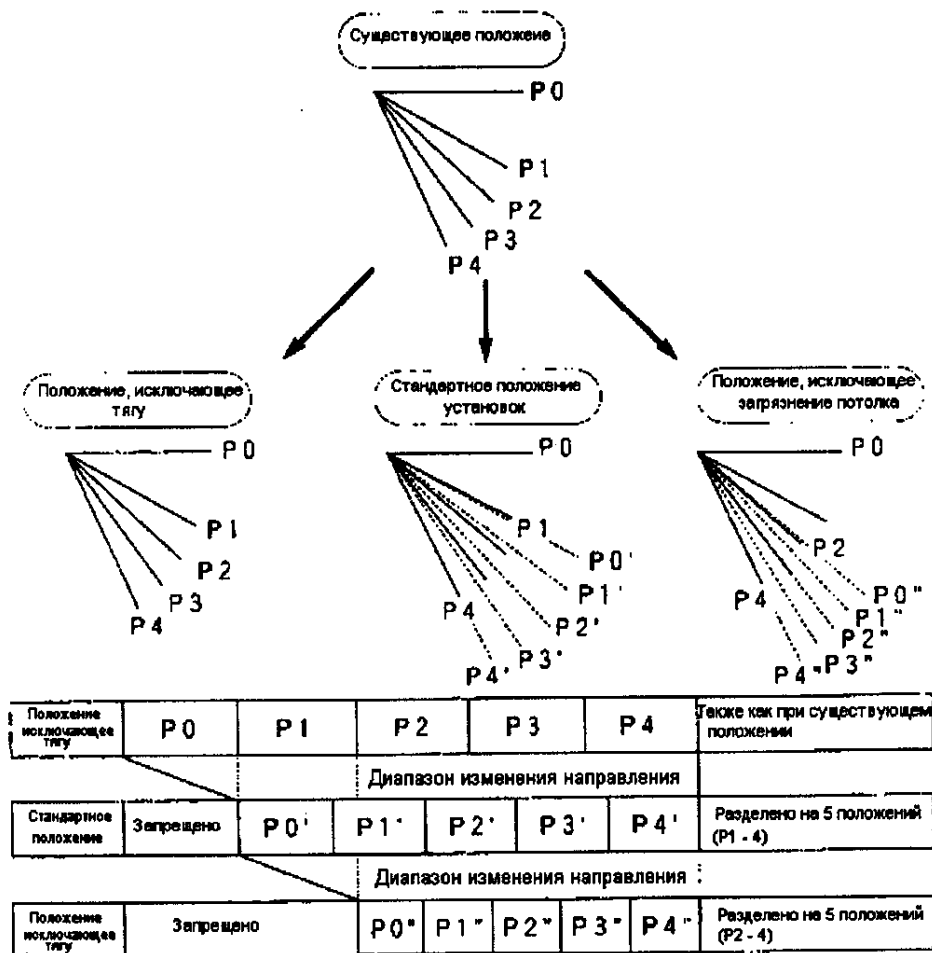 Существующее положеие
P0
P1
P2
P3
P4
Положение, исключающее
тягу
P0
P1
P2
P3
P4
Стандартное положение
установок
P0
P1
P0'
P1'
P2'
P3'
P4
P4'
Положение, исключающее
загрязнение потолка
P0
P2
P0"
P1"
P2"
P3"
P4
P4"
Положение
исключающее
тягу
P0
P1
P2
P3
P4
Также как при существующем
положении
Диапазон изменения направления
Стандартное
положение
Запрещено
P0'
P1'
P2'
P3'
P4'
Разделено на 5 положений
(P1 - 4)
Диапазон изменения направления
Положение
исключающее
тягу
Запрещено
P0"
P1"
P2"
P3"
P4"
Разделено на 5 положений
(P2 - 4)